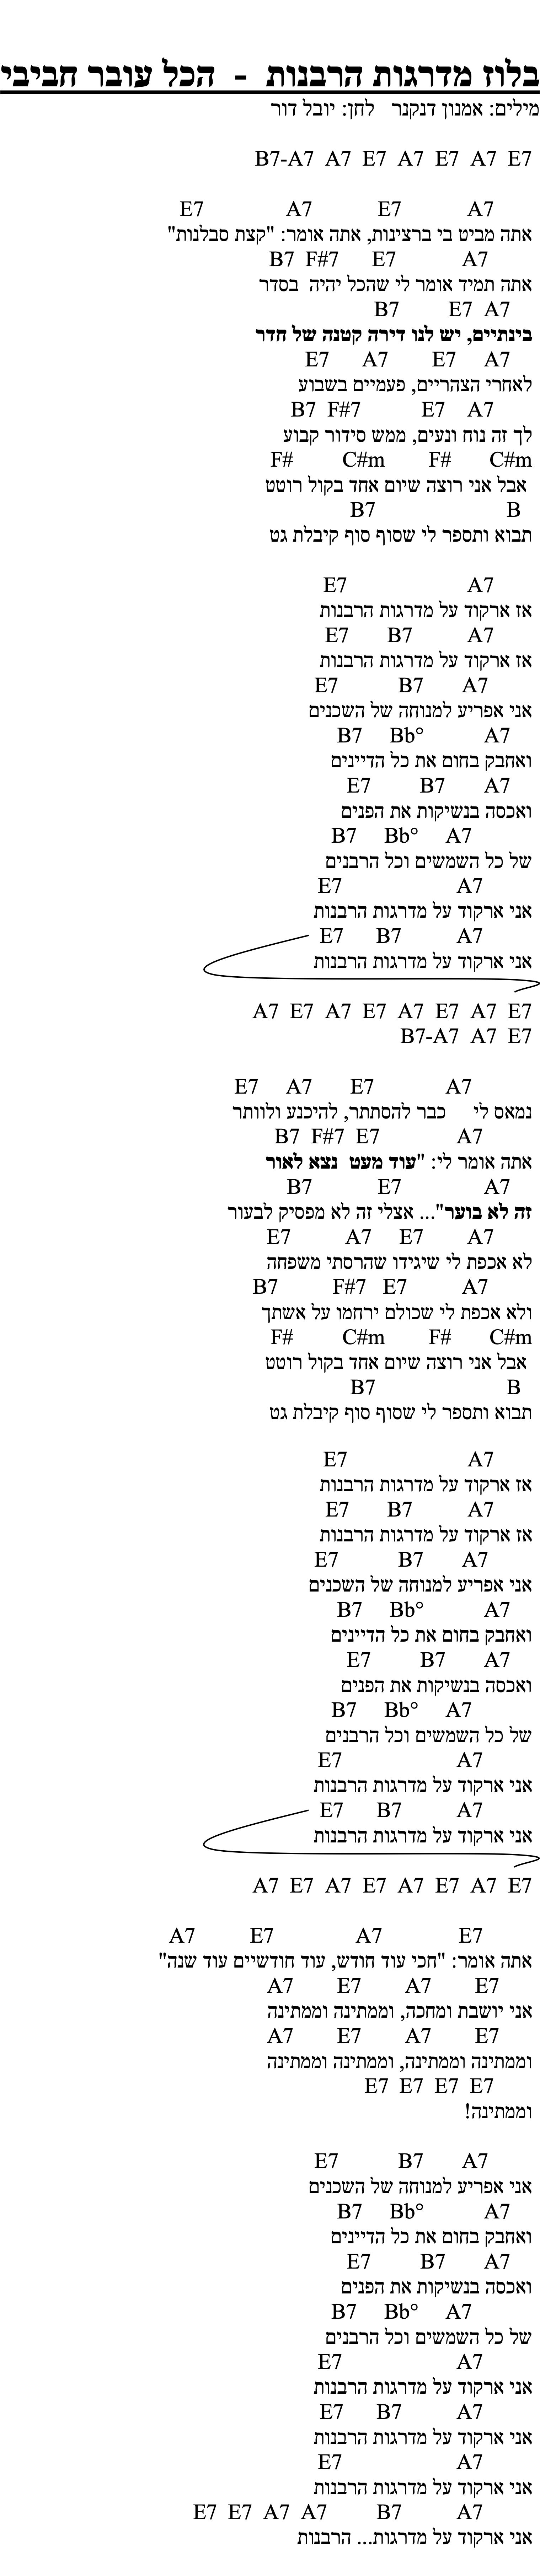 בלוז מדרגות הרבנות - הכל עובר חביבי
מילים: אמנון דנקנר   לחן: יובל דור
B7-A7 A7 E7 A7 E7 A7 E7
E7 A7 E7 A7
אתה מביט בי ברצינות, אתה אומר: "קצת סבלנות"
B7 F#7 E7 A7
אתה תמיד אומר לי שהכל יהיה בסדר
B7 E7 A7
בינתיים, יש לנו דירה קטנה של חדר
E7 A7 E7 A7
לאחרי הצהריים, פעמיים בשבוע
B7 F#7 E7 A7
לך זה נוח ונעים, ממש סידור קבוע
F# C#m F# C#m
אבל אני רוצה שיום אחד בקול רוטט
B7 B
תבוא ותספר לי שסוף סוף קיבלת גט
E7 A7
אז ארקוד על מדרגות הרבנות
E7 B7 A7
אז ארקוד על מדרגות הרבנות
E7 B7 A7
אני אפריע למנוחה של השכנים
B7 Bb° A7
ואחבק בחום את כל הדיינים
E7 B7 A7
ואכסה בנשיקות את הפנים
B7 Bb° A7
של כל השמשים וכל הרבנים
E7 A7
אני ארקוד על מדרגות הרבנות
E7 B7 A7
אני ארקוד על מדרגות הרבנות
A7 E7 A7 E7 A7 E7 A7 E7
B7-A7 A7 E7
E7 A7 E7 A7
נמאס לי כבר להסתתר, להיכנע ולוותר
B7 F#7 E7 A7
אתה אומר לי: "עוד מעט נצא לאור
B7 E7 A7
זה לא בוער"... אצלי זה לא מפסיק לבעור
E7 A7 E7 A7
לא אכפת לי שיגידו שהרסתי משפחה
B7 F#7 E7 A7
ולא אכפת לי שכולם ירחמו על אשתך
F# C#m F# C#m
אבל אני רוצה שיום אחד בקול רוטט
B7 B
תבוא ותספר לי שסוף סוף קיבלת גט
E7 A7
אז ארקוד על מדרגות הרבנות
E7 B7 A7
אז ארקוד על מדרגות הרבנות
E7 B7 A7
אני אפריע למנוחה של השכנים
B7 Bb° A7
ואחבק בחום את כל הדיינים
E7 B7 A7
ואכסה בנשיקות את הפנים
B7 Bb° A7
של כל השמשים וכל הרבנים
E7 A7
אני ארקוד על מדרגות הרבנות
E7 B7 A7
אני ארקוד על מדרגות הרבנות
A7 E7 A7 E7 A7 E7 A7 E7
A7 E7 A7 E7
אתה אומר: "חכי עוד חודש, עוד חודשיים עוד שנה"
A7 E7 A7 E7
אני יושבת ומחכה, וממתינה וממתינה
A7 E7 A7 E7
וממתינה וממתינה, וממתינה וממתינה
E7 E7 E7 E7
וממתינה!
E7 B7 A7
אני אפריע למנוחה של השכנים
B7 Bb° A7
ואחבק בחום את כל הדיינים
E7 B7 A7
ואכסה בנשיקות את הפנים
B7 Bb° A7
של כל השמשים וכל הרבנים
E7 A7
אני ארקוד על מדרגות הרבנות
E7 B7 A7
אני ארקוד על מדרגות הרבנות
E7 A7
אני ארקוד על מדרגות הרבנות
E7 E7 A7 A7 B7 A7
אני ארקוד על מדרגות... הרבנות